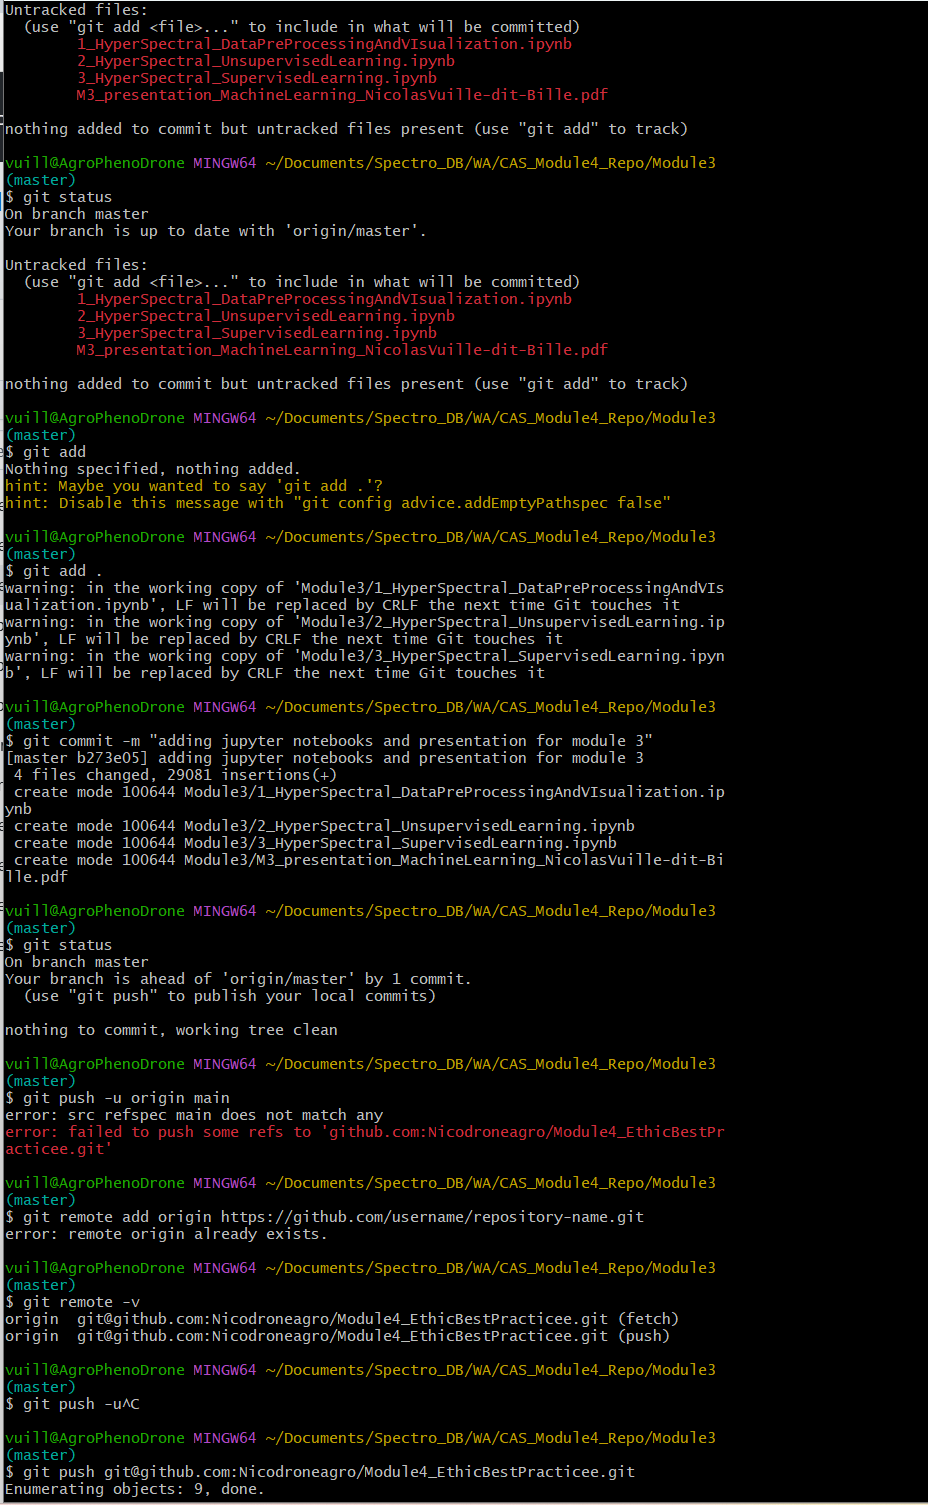 Untracked files:
  (use "git add <file>..." to include in what will be committed)
        1_HyperSpectral_DataPreProcessingAndVIsualization.ipynb
        2_HyperSpectral_UnsupervisedLearning.ipynb
        3_HyperSpectral_SupervisedLearning.ipynb
        M3_presentation_MachineLearning_NicolasVuille-dit-Bille.pdf

nothing added to commit but untracked files present (use "git add" to track)

vuill@AgroPhenoDrone MINGW64 ~/Documents/Spectro_DB/WA/CAS_Module4_Repo/Module3
(master)
$ git status
On branch master
Your branch is up to date with 'origin/master'.

Untracked files:
  (use "git add <file>..." to include in what will be committed)
        1_HyperSpectral_DataPreProcessingAndVIsualization.ipynb
        2_HyperSpectral_UnsupervisedLearning.ipynb
        3_HyperSpectral_SupervisedLearning.ipynb
        M3_presentation_MachineLearning_NicolasVuille-dit-Bille.pdf

nothing added to commit but untracked files present (use "git add" to track)

vuill@AgroPhenoDrone MINGW64 ~/Documents/Spectro_DB/WA/CAS_Module4_Repo/Module3
(master)
$ git add
Nothing specified, nothing added.
hint: Maybe you wanted to say 'git add .'?
hint: Disable this message with "git config advice.addEmptyPathspec false"

vuill@AgroPhenoDrone MINGW64 ~/Documents/Spectro_DB/WA/CAS_Module4_Repo/Module3
(master)
$ git add .
warning: in the working copy of 'Module3/1_HyperSpectral_DataPreProcessingAndVIs
ualization.ipynb', LF will be replaced by CRLF the next time Git touches it
warning: in the working copy of 'Module3/2_HyperSpectral_UnsupervisedLearning.ip
ynb', LF will be replaced by CRLF the next time Git touches it
warning: in the working copy of 'Module3/3_HyperSpectral_SupervisedLearning.ipyn
b', LF will be replaced by CRLF the next time Git touches it

vuill@AgroPhenoDrone MINGW64 ~/Documents/Spectro_DB/WA/CAS_Module4_Repo/Module3
(master)
$ git commit -m "adding jupyter notebooks and presentation for module 3"
[master b273e05] adding jupyter notebooks and presentation for module 3
 4 files changed, 29081 insertions(+)
 create mode 100644 Module3/1_HyperSpectral_DataPreProcessingAndVIsualization.ip
ynb
 create mode 100644 Module3/2_HyperSpectral_UnsupervisedLearning.ipynb
 create mode 100644 Module3/3_HyperSpectral_SupervisedLearning.ipynb
 create mode 100644 Module3/M3_presentation_MachineLearning_NicolasVuille-dit-Bi
lle.pdf

vuill@AgroPhenoDrone MINGW64 ~/Documents/Spectro_DB/WA/CAS_Module4_Repo/Module3
(master)
$ git status
On branch master
Your branch is ahead of 'origin/master' by 1 commit.
  (use "git push" to publish your local commits)

nothing to commit, working tree clean

vuill@AgroPhenoDrone MINGW64 ~/Documents/Spectro_DB/WA/CAS_Module4_Repo/Module3
(master)
$ git push -u origin main
error: src refspec main does not match any
error: failed to push some refs to 'github.com:Nicodroneagro/Module4_EthicBestPr
acticee.git'

vuill@AgroPhenoDrone MINGW64 ~/Documents/Spectro_DB/WA/CAS_Module4_Repo/Module3
(master)
$ git remote add origin https://github.com/username/repository-name.git
error: remote origin already exists.

vuill@AgroPhenoDrone MINGW64 ~/Documents/Spectro_DB/WA/CAS_Module4_Repo/Module3
(master)
$ git remote -v
origin  git@github.com:Nicodroneagro/Module4_EthicBestPracticee.git (fetch)
origin  git@github.com:Nicodroneagro/Module4_EthicBestPracticee.git (push)

vuill@AgroPhenoDrone MINGW64 ~/Documents/Spectro_DB/WA/CAS_Module4_Repo/Module3
(master)
$ git push -u^C

vuill@AgroPhenoDrone MINGW64 ~/Documents/Spectro_DB/WA/CAS_Module4_Repo/Module3
(master)
$ git push git@github.com:Nicodroneagro/Module4_EthicBestPracticee.git
Enumerating objects: 9, done.